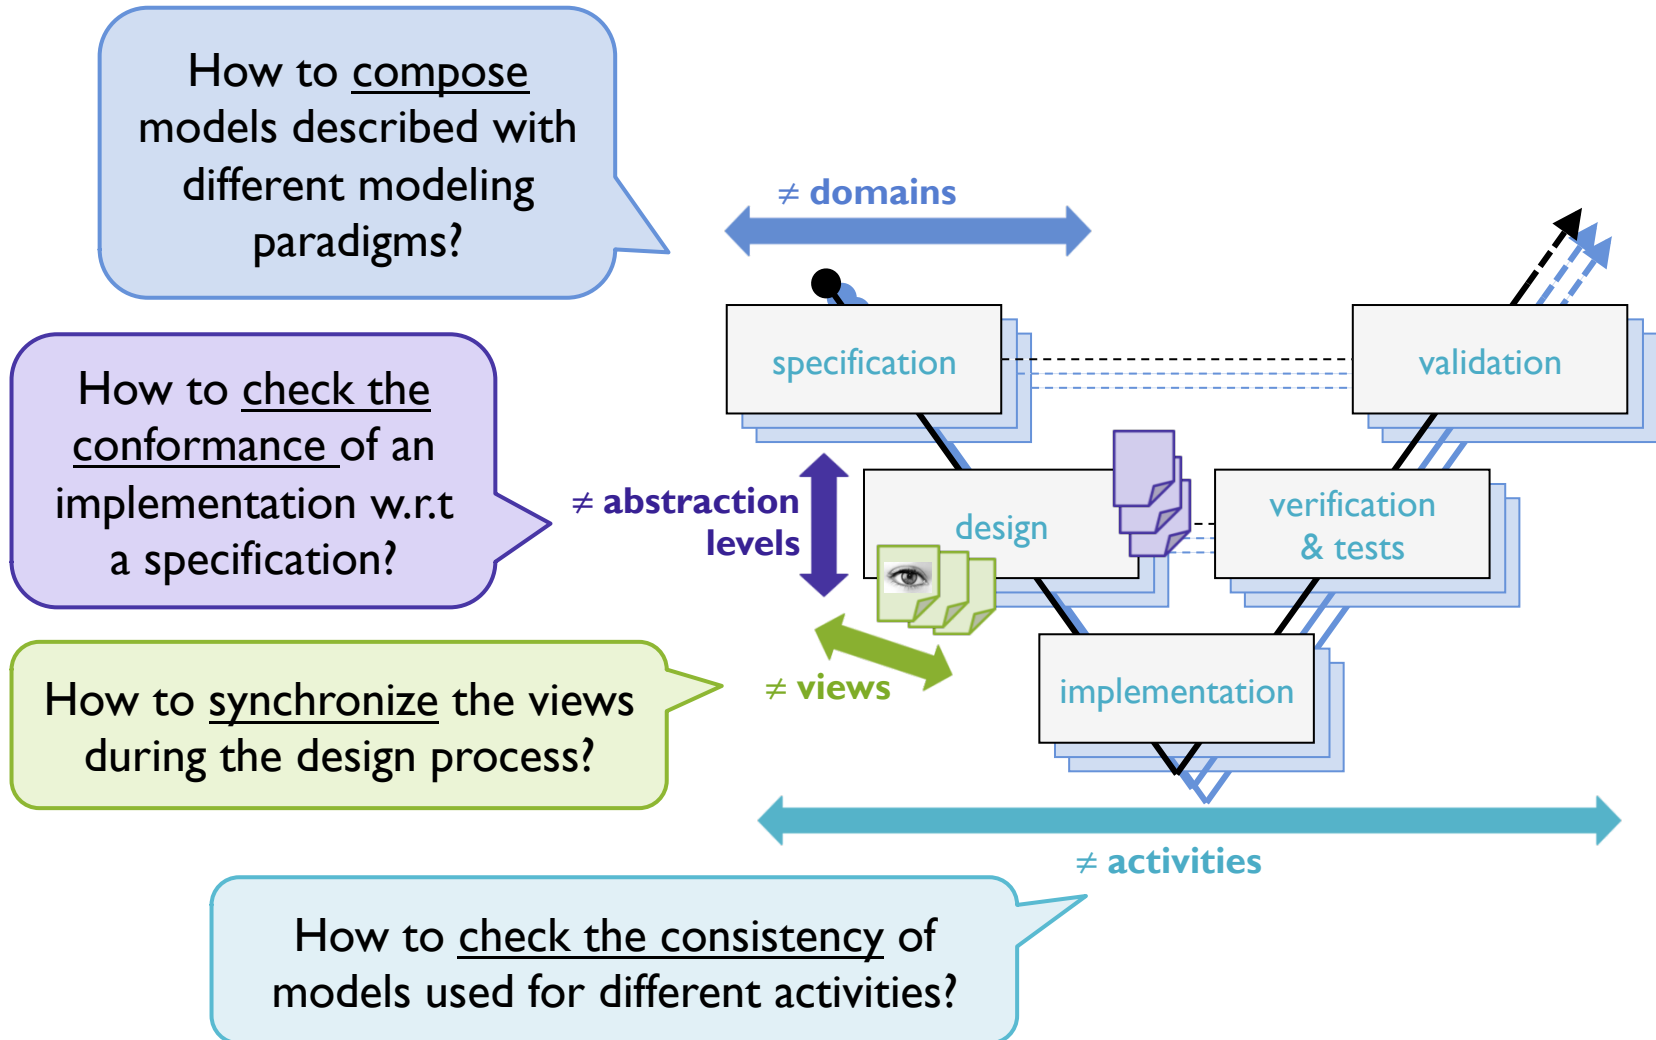 How to compose
models described with
different modeling
paradigms?
≠ domains
specification
validation
How to check the
conformance of an
implementation w.r.t
a specification?
≠ abstraction
levels
design
verification
& tests
How to synchronize the views
during the design process?
≠ views
implementation
≠ activities
How to check the consistency of
models used for different activities?